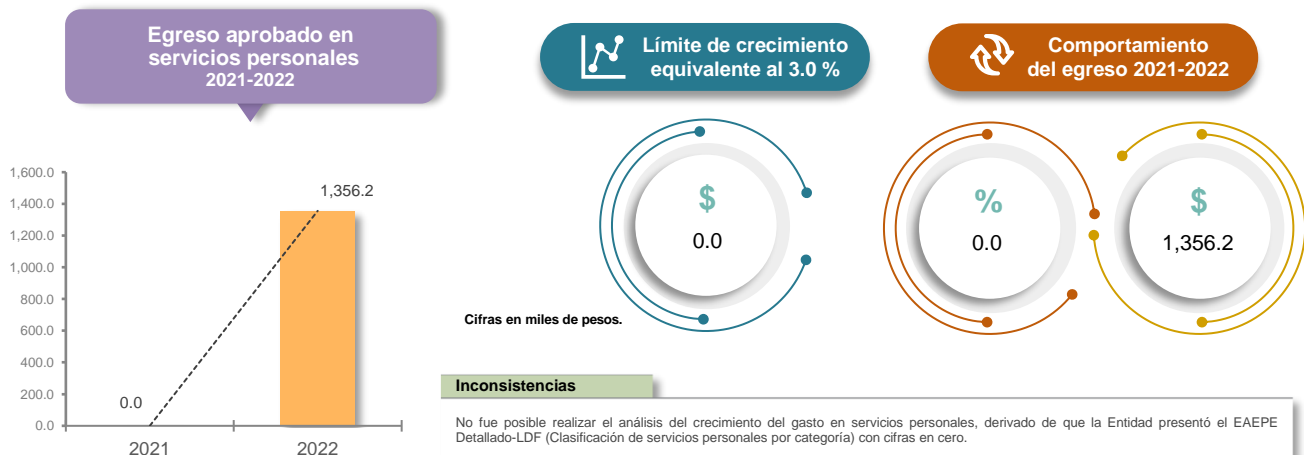 Egreso aprobado en
servicios personales
2021-2022
Límite de crecimiento
equivalente al 3.0 %
Comportamiento
del egreso 2021-2022
1,600.0
1,400.0
1,200.0
1,000.0
800.0
600.0
400.0
200.0
0.0
0.0
1,356.2
2021
2022
$
0.0
%
0.0
$
1,356.2
Cifras en miles de pesos.
Inconsistencias
No fue posible realizar el análisis del crecimiento del gasto en servicios personales, derivado de que la Entidad presentó el EAEPE
Detallado-LDF (Clasificación de servicios personales por categoría) con cifras en cero.